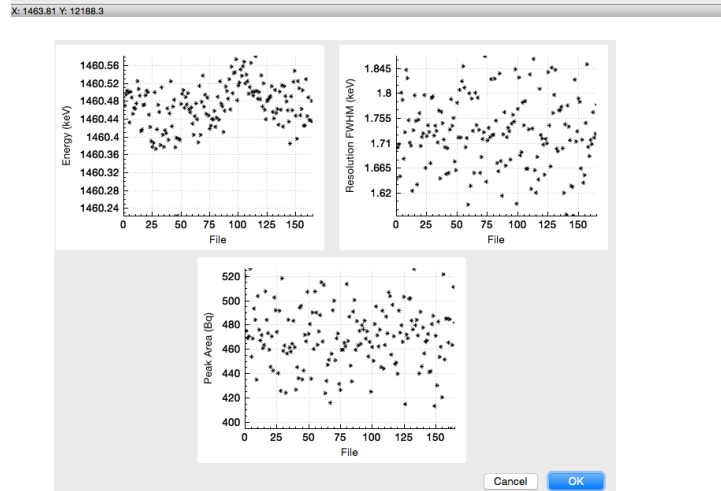 X: 1463.81 Y: 12188.3
1460.56
1460.52
1460.48
1460.44
1460.4
1460.36
1460.32
1460.28
1460.24
Energy (keV)
0 25 50 75 100 125 150
File
1.845
1.8
1.755
1.71
1.665
1.62
Resolution FWHM (keV)
0 25 50 75 100 125 150
File
520
500
480
460
440
420
400
Peak Area (Bq)
0 25 50 75 100 125 150
File
Cancel OK